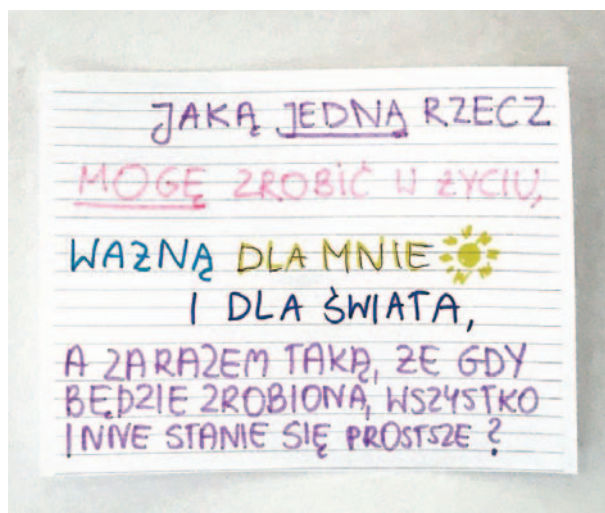 JAKĄ JEDNĄ RZECZ
MOGĘ ZROBIĆ W ŻYCIU,
WAŻNĄ DLA MNIE
I DLA ŚWIATA,
A ZARAZEM TAKĄ, ŻE GDY
BĘDZIE ZROBIONA, WSZYSTKO
INNE STANIE SIĘ PROSTSZE?